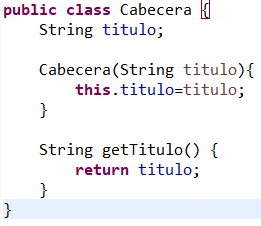 public class Cabecera {
    String titulo;

    Cabecera(String titulo){
        this.titulo=titulo;
    }

    String getTitulo() {
        return titulo;
    }
}